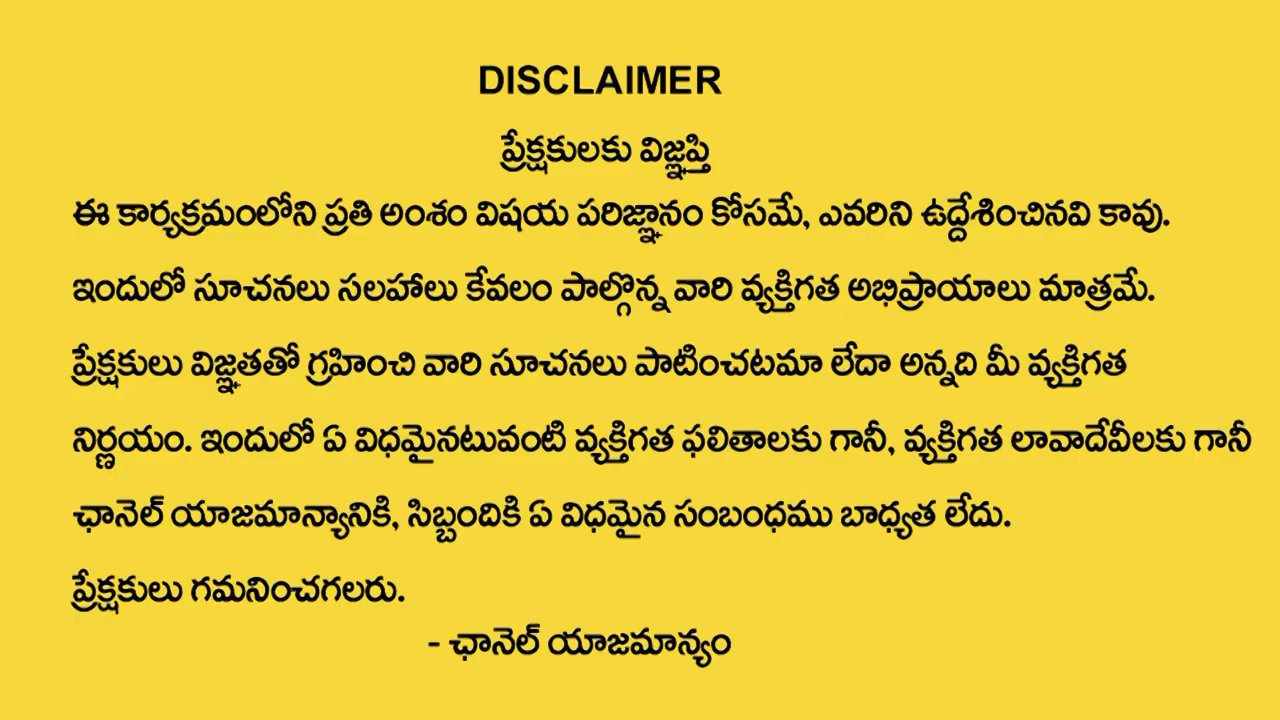 DISCLAIMER
ప్రేక్షకులకు విజ్ఞప్తి
ఈ కార్యక్రమంలోని ప్రతి అంశం విషయ పరిజ్ఞానం కోసమే, ఎవరిని ఉద్దేశించినవి కావు.
ఇందులో సూచనలు సలహాలు కేవలం పాల్గొన్న వారి వ్యక్తిగత అభిప్రాయాలు మాత్రమే.
ప్రేక్షకులు విజ్ఞతతో గ్రహించి వారి సూచనలు పాటించటమా లేదా అన్నది మీ వ్యక్తిగత
నిర్ణయం. ఇందులో ఏ విధమైనటువంటి వ్యక్తిగత ఫలితాలకు గానీ, వ్యక్తిగత లావాదేవీలకు గానీ
ఛానెల్ యాజమాన్యానికి, సిబ్బందికి ఏ విధమైన సంబంధము బాధ్యత లేదు.
ప్రేక్షకులు గమనించగలరు.
- ఛానెల్ యాజమాన్యం